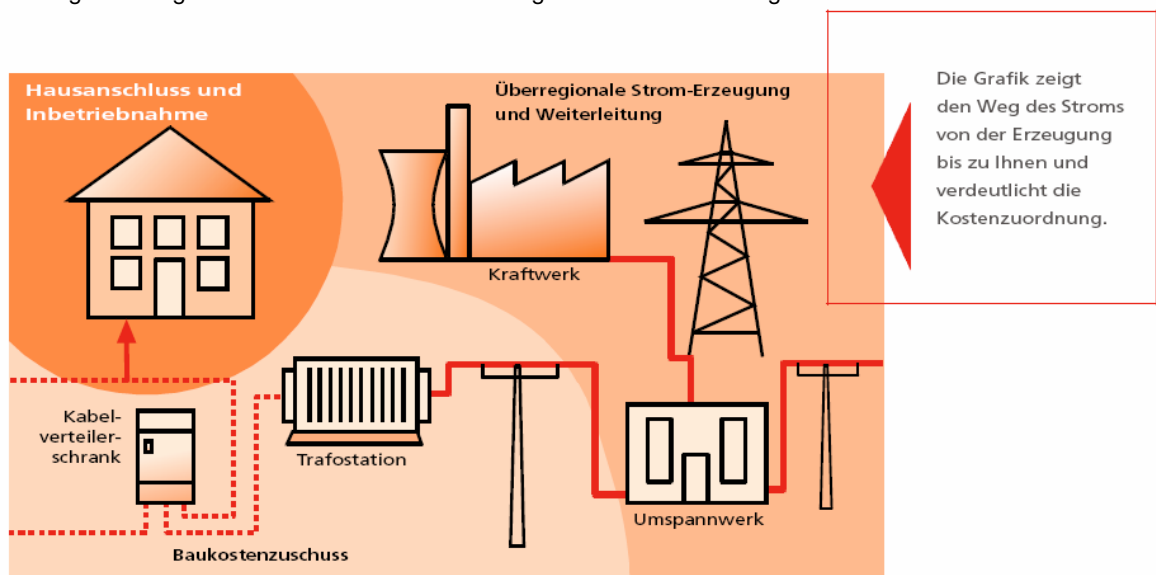 Hausanschluss und
Inbetriebnahme
Überregionale Strom-Erzeugung
und Weiterleitung
Die Grafik zeigt
den Weg des Stroms
von der Erzeugung
bis zu Ihnen und
verdeutlicht die
Kostenzuordnung.
Kraftwerk
Kabel-
verteiler-
schrank
Trafostation
Umspannwerk
Baukostenzuschuss